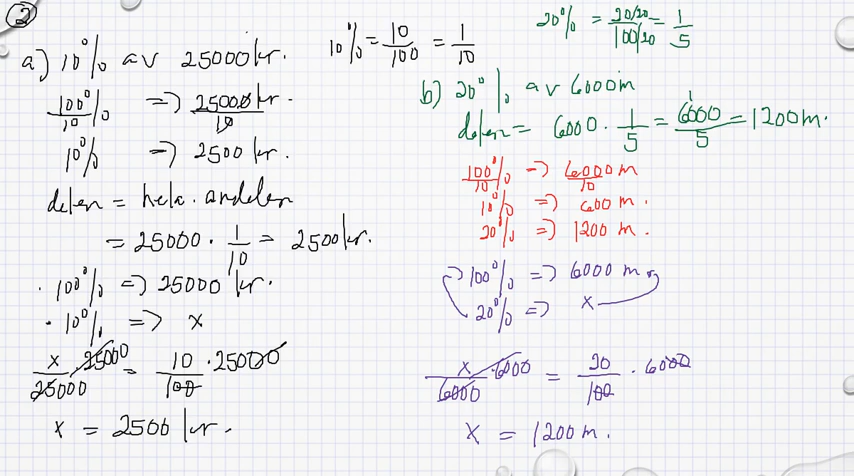 ②
a) 10% av 25000 kr. 10% = 10/100 = 1/10
100%/10 => 25000 kr./10
10% => 2500 kr.
delen = hela · andelen
= 25000 · 1/10 = 2500 kr.
· 100% => 25000 kr.
· 10% => x
x/25000 · 25000 = 10/100 · 25000
x = 2500 kr.
20% = 20/20/100/20 = 1/5
b) 20% av 6000m
delen = 6000 · 1/5 = 6000/5 = 1200m.
100%/10 => 6000 m/10
10% => 600 m.
20% => 1200 m.
100% => 6000 m
20% => x
x/6000 · 6000 = 20/100 · 6000
x = 1200 m.